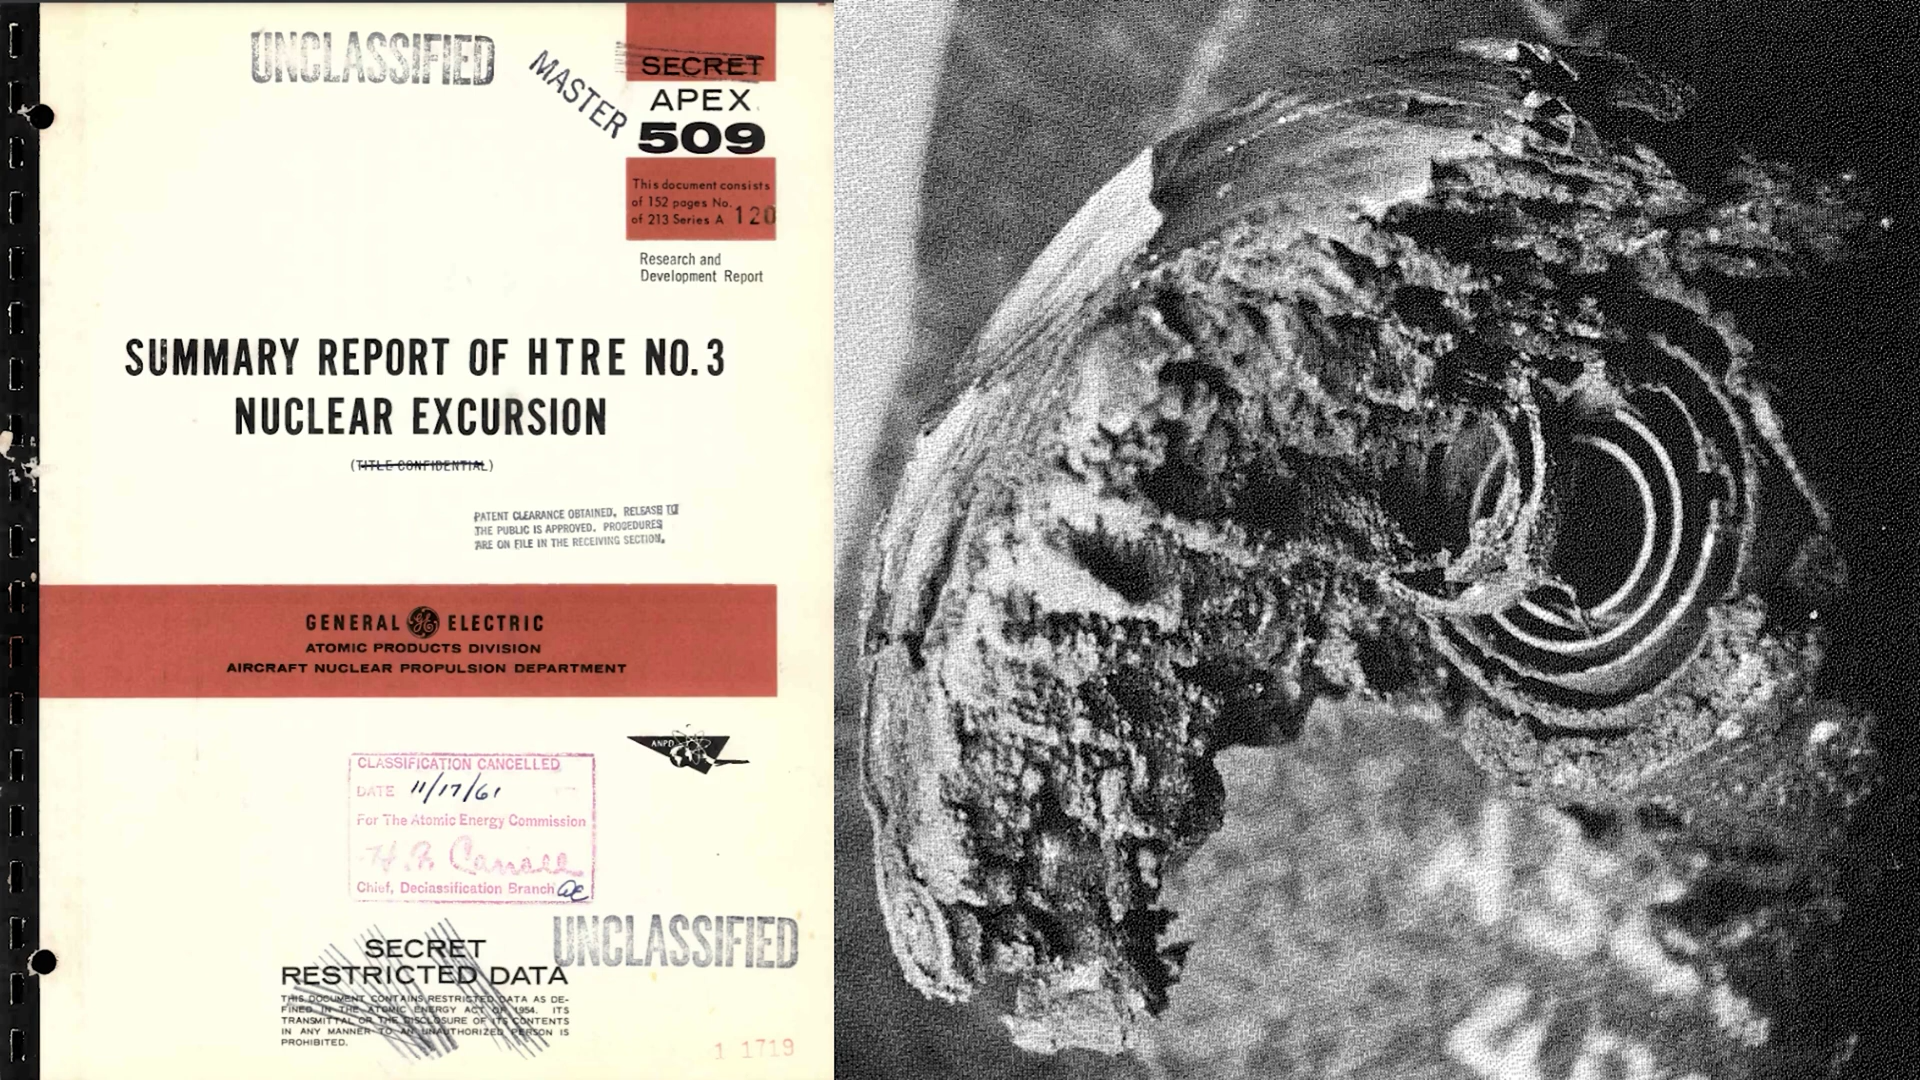 UNCLASSIFIED
MASTER
SECRET
APEX
509
This document consists
of 152 pages No.
of 213 Series A 120
Research and
Development Report
SUMMARY REPORT OF HTRE NO. 3
NUCLEAR EXCURSION
(TITLE CONFIDENTIAL)
PATENT CLEARANCE OBTAINED. RELEASE TO
THE PUBLIC IS APPROVED. PROCEDURES
ARE ON FILE IN THE RECEIVING SECTION.
GENERAL GE ELECTRIC
ATOMIC PRODUCTS DIVISION
AIRCRAFT NUCLEAR PROPULSION DEPARTMENT
ANPD
CLASSIFICATION CANCELLED
DATE 11/17/61
For The Atomic Energy Commission
Chief, Declassification Branch
UNCLASSIFIED
SECRET
RESTRICTED DATA
THIS DOCUMENT CONTAINS RESTRICTED DATA AS DE-
FINED IN THE ATOMIC ENERGY ACT OF 1954. ITS
TRANSMITTAL OR THE DISCLOSURE OF ITS CONTENTS
IN ANY MANNER TO AN UNAUTHORIZED PERSON IS
PROHIBITED.
1 1719